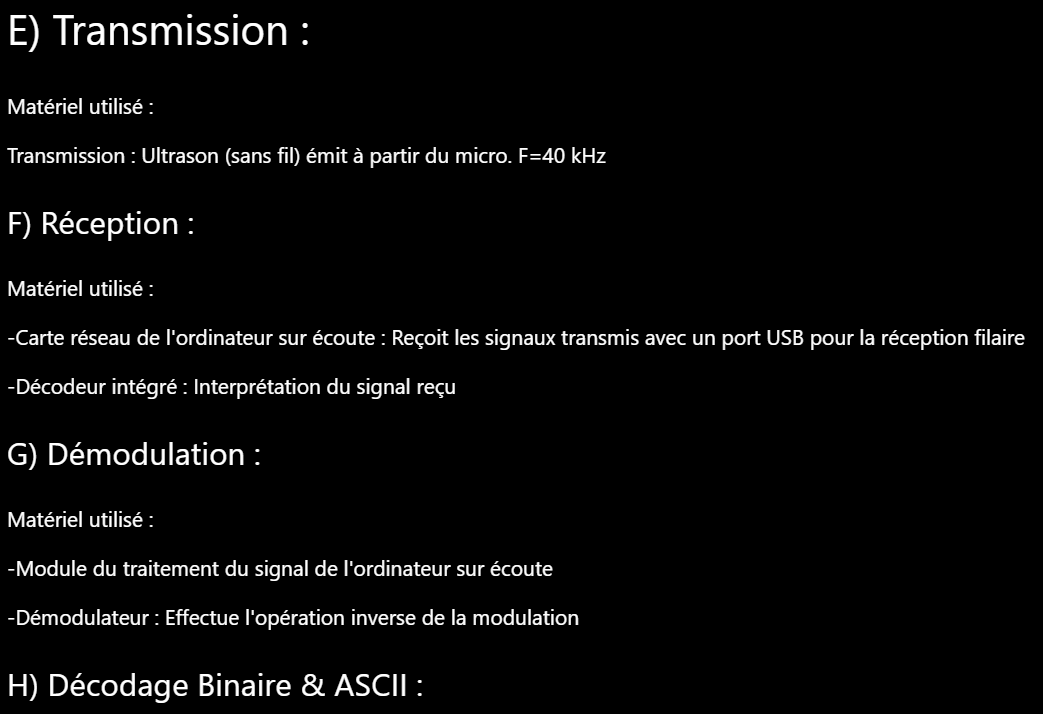 E) Transmission :
Matériel utilisé :
Transmission : Ultrason (sans fil) émit à partir du micro. F=40 kHz
F) Réception :
Matériel utilisé :
-Carte réseau de l'ordinateur sur écoute : Reçoit les signaux transmis avec un port USB pour la réception filaire
-Décodeur intégré : Interprétation du signal reçu
G) Démodulation :
Matériel utilisé :
-Module du traitement du signal de l'ordinateur sur écoute
-Démodulateur : Effectue l'opération inverse de la modulation
H) Décodage Binaire & ASCII :